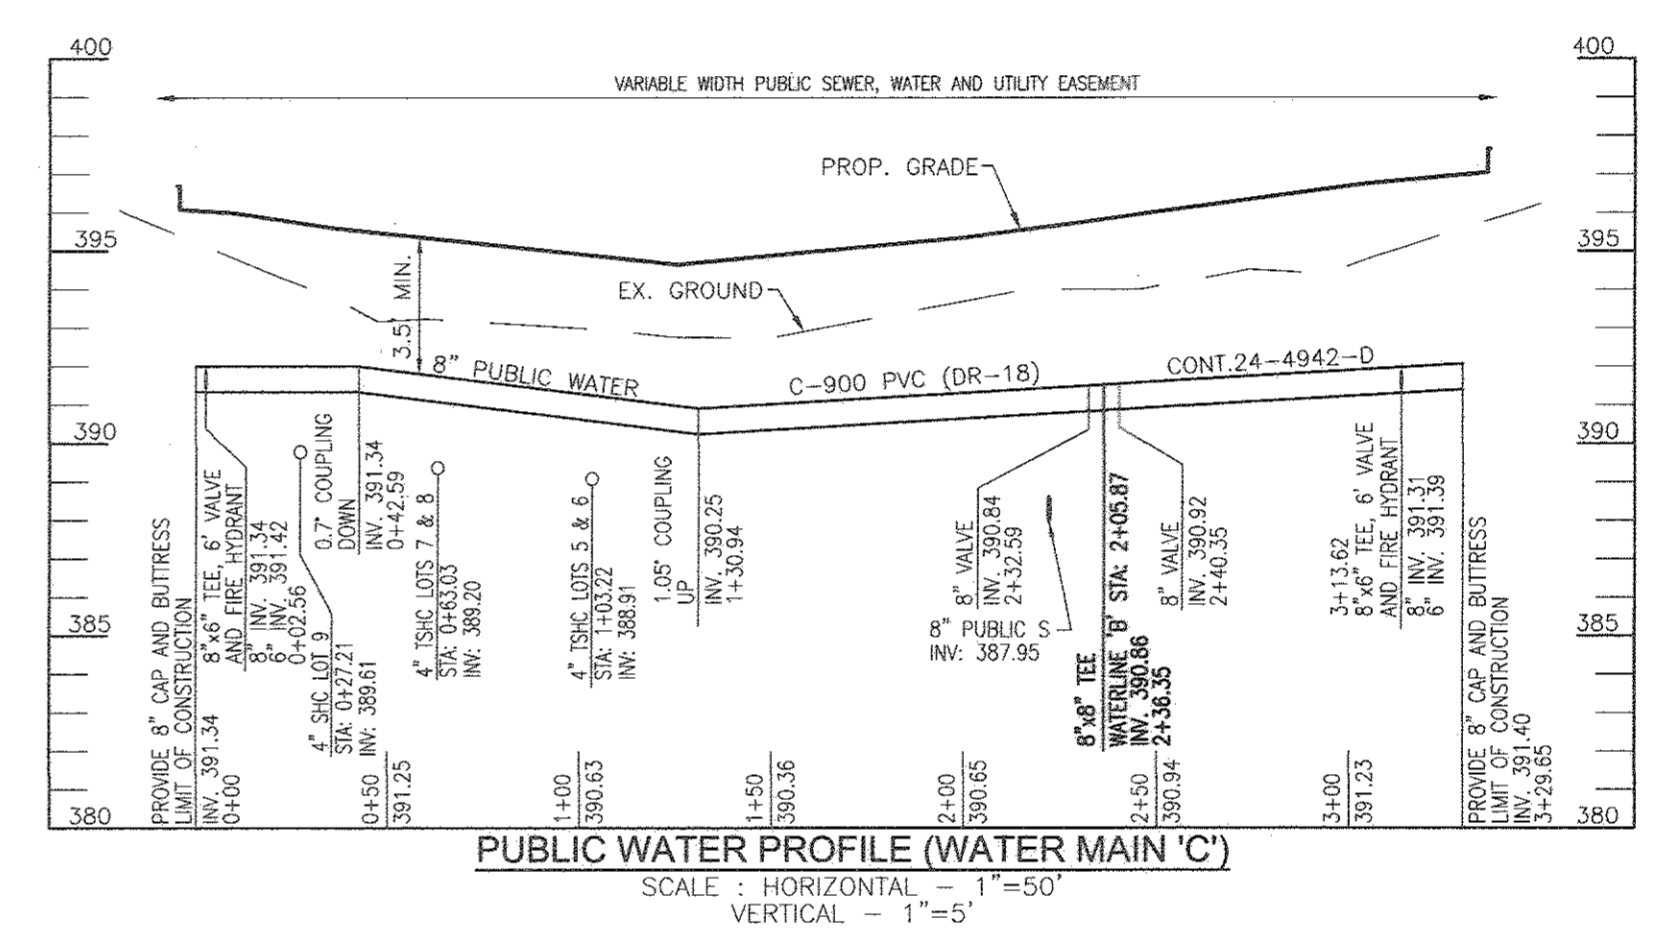 400
400
VARIABLE WIDTH PUBLIC SEWER, WATER AND UTILITY EASEMENT
PROP. GRADE
395
395
EX. GROUND
3.5' MIN.
8" PUBLIC WATER
C-900 PVC (DR-18)
CONT.24-4942-D
390
390
PROVIDE 8" CAP AND BUTTRESS
LIMIT OF CONSTRUCTION
INV. 391.34
0+00
8"x6" TEE, 6' VALVE
AND FIRE HYDRANT
8" INV. 391.34
6" INV. 391.42
0+02.56
4" SHC LOT 9
STA: 0+27.21
INV: 389.61
0.7° COUPLING
DOWN
INV. 391.34
0+42.59
4" TSHC LOTS 7 & 8
STA: 0+63.03
INV: 389.20
4" TSHC LOTS 5 & 6
STA: 1+03.22
INV: 388.91
1.05° COUPLING
UP
INV. 390.25
1+30.94
8" VALVE
INV. 390.84
2+32.59
8" PUBLIC S
INV: 387.95
8"x8" TEE
WATERLINE 'B' STA: 2+05.87
INV. 390.86
2+36.35
8" VALVE
INV. 390.92
2+40.35
3+13.62
8"x6" TEE, 6' VALVE
AND FIRE HYDRANT
8" INV. 391.31
6" INV. 391.39
PROVIDE 8" CAP AND BUTTRESS
LIMIT OF CONSTRUCTION
INV. 391.40
3+29.65
385
385
0+50
391.25
1+00
390.63
1+50
390.36
2+00
390.65
2+50
390.94
3+00
391.23
380
380
PUBLIC WATER PROFILE (WATER MAIN 'C')
SCALE : HORIZONTAL - 1"=50'
VERTICAL - 1"=5'